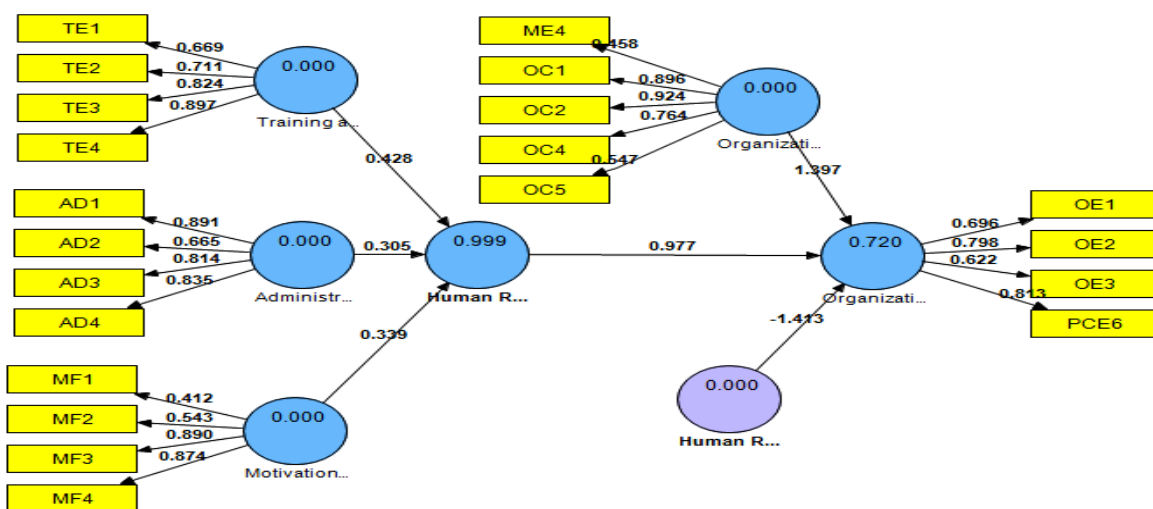 TE1
0.669
TE2
0.711
TE3
0.824
TE4
0.897
0.000
Training a...
0.428
ME4
0.458
OC1
0.896
OC2
0.924
OC4
0.764
OC5
0.547
0.000
Organizati...
1.397
AD1
0.891
AD2
0.665
AD3
0.814
AD4
0.835
0.000
Administr...
0.305
0.999
Human R...
0.977
0.720
Organizati...
OE1
0.696
OE2
0.798
OE3
0.622
PCE6
0.813
MF1
0.412
MF2
0.543
MF3
0.890
MF4
0.874
0.000
Motivation...
0.339
0.000
Human R...
-1.413